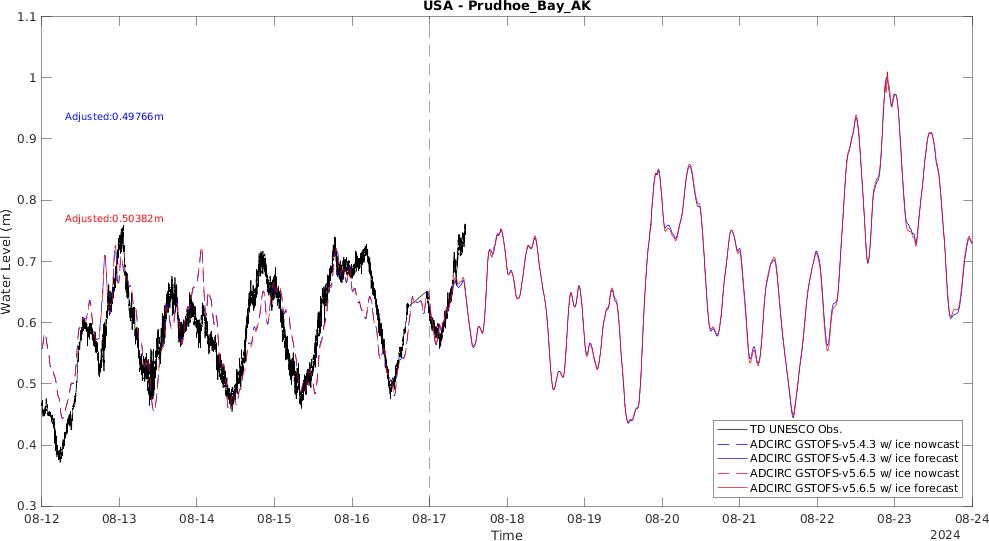 USA - Prudhoe_Bay_AK
1.1
1
0.9
0.8
0.7
0.6
0.5
0.4
0.3
Water Level (m)
Adjusted:0.49766m
Adjusted:0.50382m
TD UNESCO Obs.
ADCIRC GSTOFS-v5.4.3 w/ ice nowcast
ADCIRC GSTOFS-v5.4.3 w/ ice forecast
ADCIRC GSTOFS-v5.6.5 w/ ice nowcast
ADCIRC GSTOFS-v5.6.5 w/ ice forecast
08-12 08-13 08-14 08-15 08-16 08-17 08-18 08-19 08-20 08-21 08-22 08-23 08-24
Time
2024